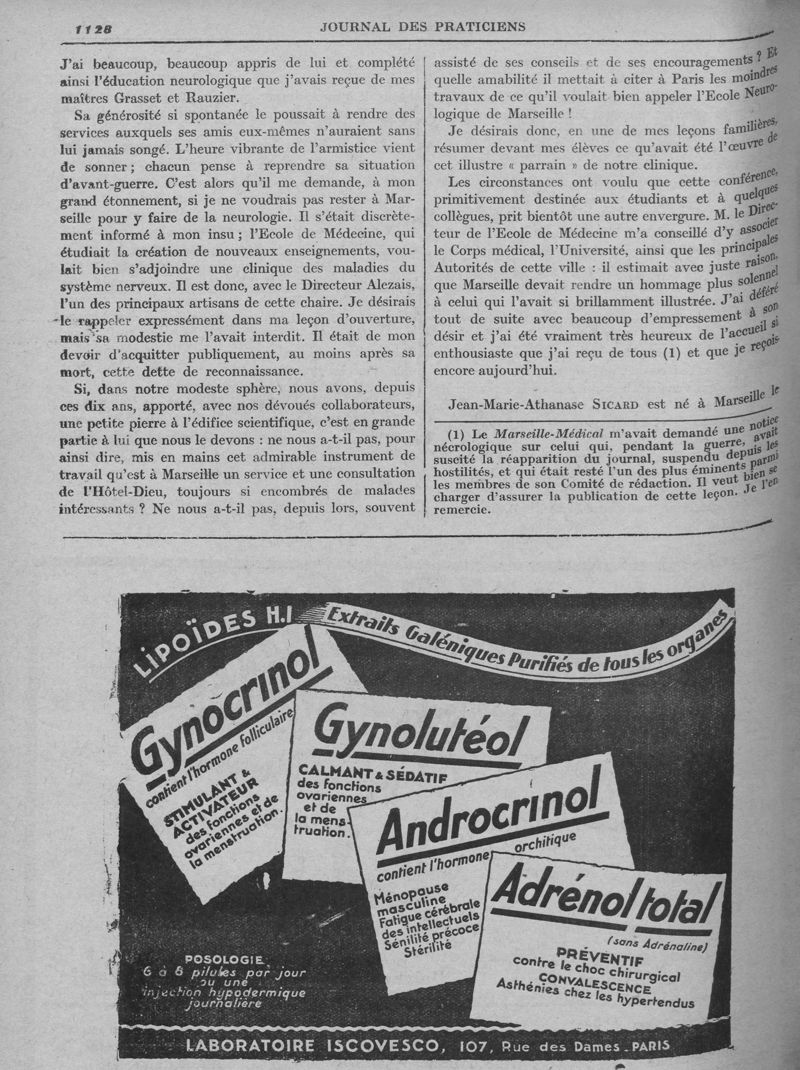 1128
JOURNAL DES PRATICIENS
J'ai beaucoup, beaucoup appris de lui et complété
ainsi l'éducation neurologique que j'avais reçue de mes
maîtres Grasset et Rauzier.
Sa générosité si spontanée le poussait à rendre des
services auxquels ses amis eux-mêmes n'auraient sans
lui jamais songé. L'heure vibrante de l'armistice vient
de sonner ; chacun pense à reprendre sa situation
d'avant-guerre. C'est alors qu'il me demande, à mon
grand étonnement, si je ne voudrais pas rester à Mar-
seille pour y faire de la neurologie. Il s'était discrète-
ment informé à mon insu ; l'Ecole de Médecine, qui
étudiait la création de nouveaux enseignements, vou-
lait bien s'adjoindre une clinique des maladies du
système nerveux. Il est donc, avec le Directeur Alezais,
l'un des principaux artisans de cette chaire. Je désirais
le rappeler expressément dans ma leçon d'ouverture,
mais sa modestie me l'avait interdit. Il était de mon
devoir d'acquitter publiquement, au moins après sa
mort, cette dette de reconnaissance.
Si, dans notre modeste sphère, nous avons, depuis
ces dix ans, apporté, avec nos dévoués collaborateurs,
une petite pierre à l'édifice scientifique, c'est en grande
partie à lui que nous le devons : ne nous a-t-il pas, pour
ainsi dire, mis en mains cet admirable instrument de
travail qu'est à Marseille un service et une consultation
de l'Hôtel-Dieu, toujours si encombrés de malades
intéressants ? Ne nous a-t-il pas, depuis lors, souvent
assisté de ses conseils et de ses encouragements ? Et
quelle amabilité il mettait à citer à Paris les moindres
travaux de ce qu'il voulait bien appeler l'Ecole Neuro-
logique de Marseille !
Je désirais donc, en une de mes leçons familières,
résumer devant mes élèves ce qu'avait été l'œuvre de
cet illustre « parrain » de notre clinique.
Les circonstances ont voulu que cette conférence,
primitivement destinée aux étudiants et à quelques
collègues, prit bientôt une autre envergure. M. le Direc-
teur de l'Ecole de Médecine m'a conseillé d'y associer
le Corps médical, l'Université, ainsi que les principales
Autorités de cette ville : il estimait avec juste raison,
que Marseille devait rendre un hommage plus solennel
à celui qui l'avait si brillamment illustrée. J'ai déféré
tout de suite avec beaucoup d'empressement à son
désir et j'ai été vraiment très heureux de l'accueil si
enthousiaste que j'ai reçu de tous (1) et que je reçois
encore aujourd'hui.
Jean-Marie-Athanase SICARD est né à Marseille le
(1) Le Marseille-Médical m'avait demandé une notice
nécrologique sur celui qui, pendant la guerre, avait
suscité la réapparition du journal, suspendu depuis les
hostilités, et qui était resté l'un des plus éminents parmi
les membres de son Comité de rédaction. Il veut bien se
charger d'assurer la publication de cette leçon. Je l'en
remercie.
LIPOÏDES H.I
Extraits Galéniques Purifiés de tous les organes
Gynocrinol
contient l'hormone folliculaire
STIMULANT &
ACTIVATEUR
des fonctions
ovariennes et de
la menstruation.
Gynolutéol
CALMANT & SÉDATIF
des fonctions
ovariennes
et de
la mens-
truation.
Androcrinol
contient l'hormone orchitique
Ménopause
masculine
Fatigue cérébrale
des intellectuels
Sénilité précoce
Stérilité
Adrénol total
(sans Adrénaline)
PRÉVENTIF
contre le choc chirurgical
CONVALESCENCE
Asthénies chez les hypertendus
POSOLOGIE
6 à 8 pilules par jour
ou une
injection hypodermique
journalière
LABORATOIRE ISCOVESCO, 107, Rue des Dames - PARIS